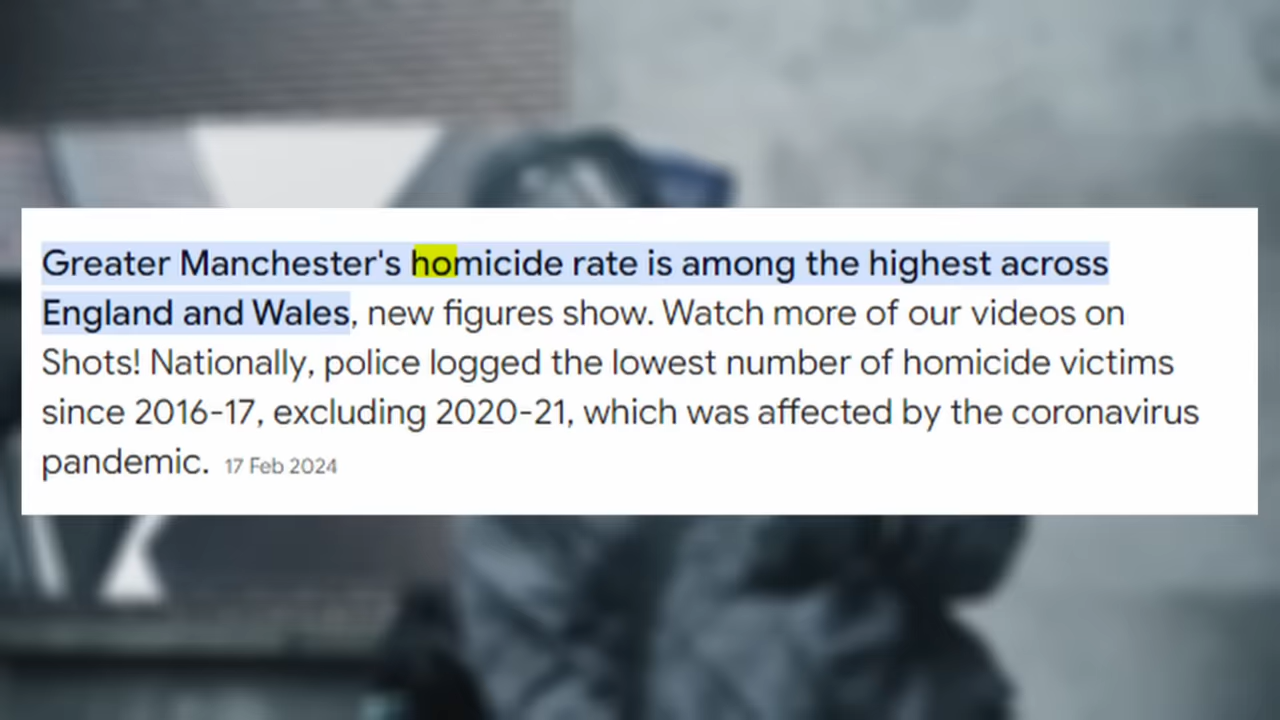 Greater Manchester's homicide rate is among the highest across
England and Wales, new figures show. Watch more of our videos on
Shots! Nationally, police logged the lowest number of homicide victims
since 2016-17, excluding 2020-21, which was affected by the coronavirus
pandemic. 17 Feb 2024